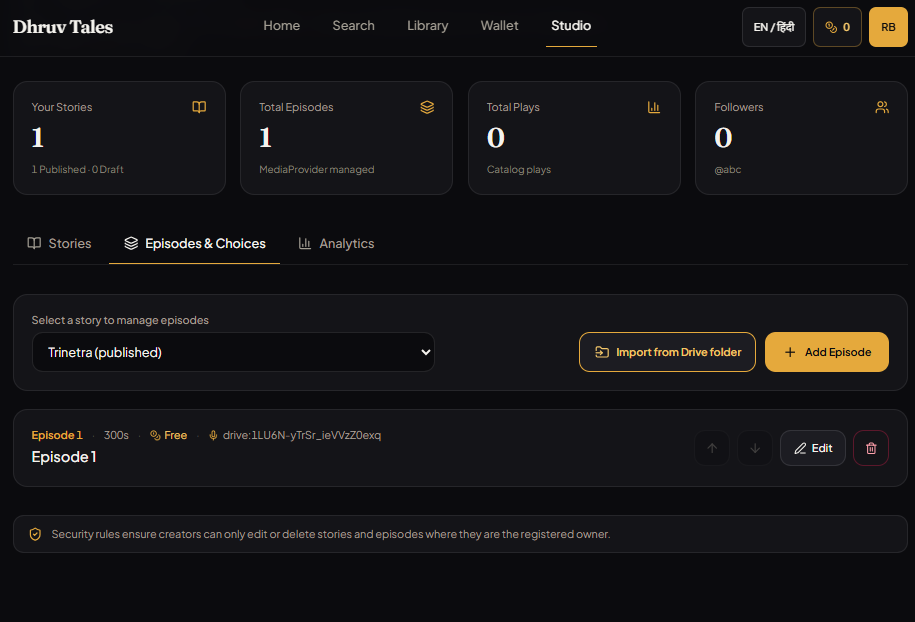 Dhruv Tales
Home Search Library Wallet Studio
EN / हिंदी 0 RB
Your Stories
1
1 Published · 0 Draft
Total Episodes
1
MediaProvider managed
Total Plays
0
Catalog plays
Followers
0
@abc
Stories Episodes & Choices Analytics
Select a story to manage episodes
Trinetra (published)
Import from Drive folder
Add Episode
Episode 1 · 300s · Free · drive:1LU6N-yTrSr_ieVVzZ0exq
Episode 1
Edit
Security rules ensure creators can only edit or delete stories and episodes where they are the registered owner.